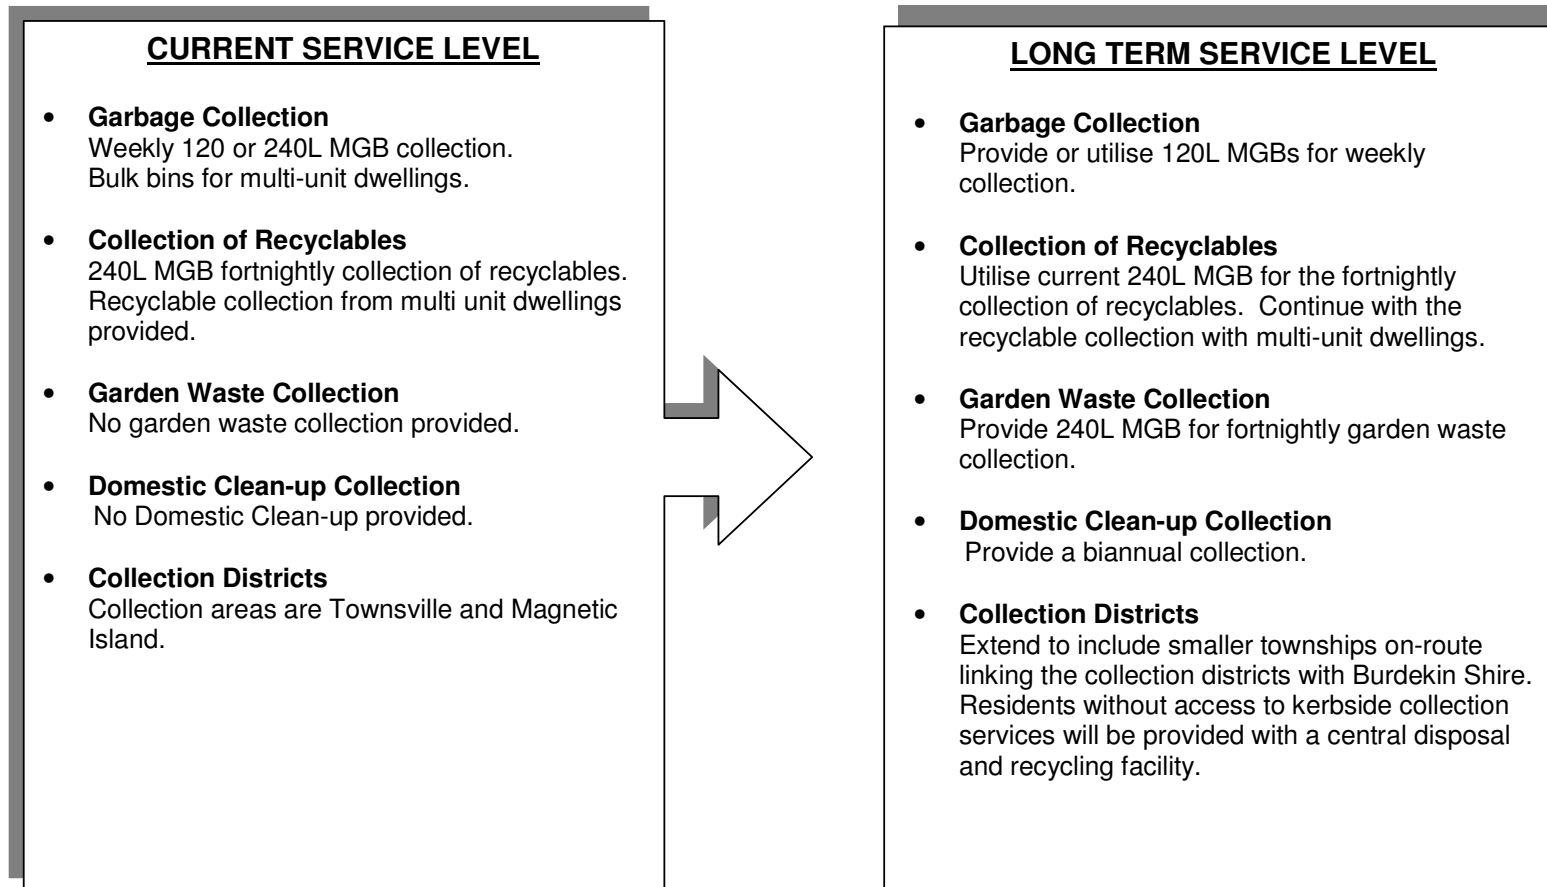 CURRENT SERVICE LEVEL
• Garbage Collection
Weekly 120 or 240L MGB collection.
Bulk bins for multi-unit dwellings.
• Collection of Recyclables
240L MGB fortnightly collection of recyclables.
Recyclable collection from multi unit dwellings
provided.
• Garden Waste Collection
No garden waste collection provided.
• Domestic Clean-up Collection
No Domestic Clean-up provided.
• Collection Districts
Collection areas are Townsville and Magnetic
Island.
LONG TERM SERVICE LEVEL
• Garbage Collection
Provide or utilise 120L MGBs for weekly
collection.
• Collection of Recyclables
Utilise current 240L MGB for the fortnightly
collection of recyclables.  Continue with the
recyclable collection with multi-unit dwellings.
• Garden Waste Collection
Provide 240L MGB for fortnightly garden waste
collection.
• Domestic Clean-up Collection
Provide a biannual collection.
• Collection Districts
Extend to include smaller townships on-route
linking the collection districts with Burdekin Shire.
Residents without access to kerbside collection
services will be provided with a central disposal
and recycling facility.